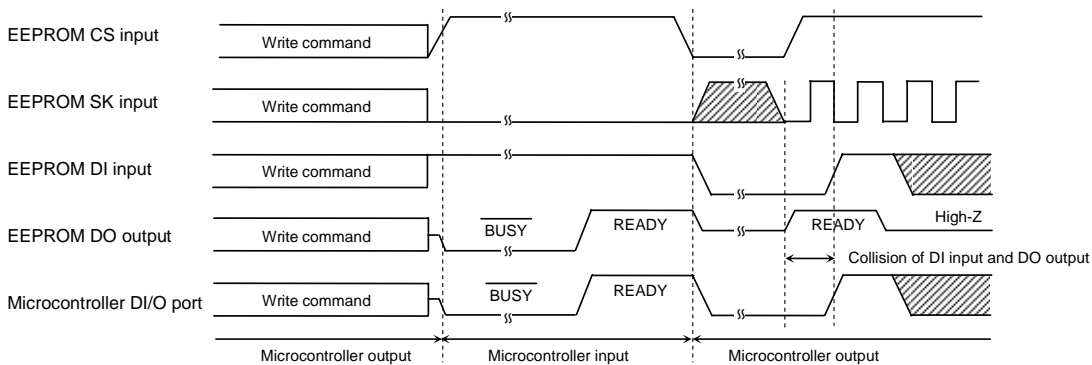 EEPROM CS input
Write command
EEPROM SK input
Write command
EEPROM DI input
Write command
EEPROM DO output
Write command
BUSY
READY
READY
High-Z
Collision of DI input and DO output
Microcontroller DI/O port
Write command
BUSY
READY
Microcontroller output
Microcontroller input
Microcontroller output